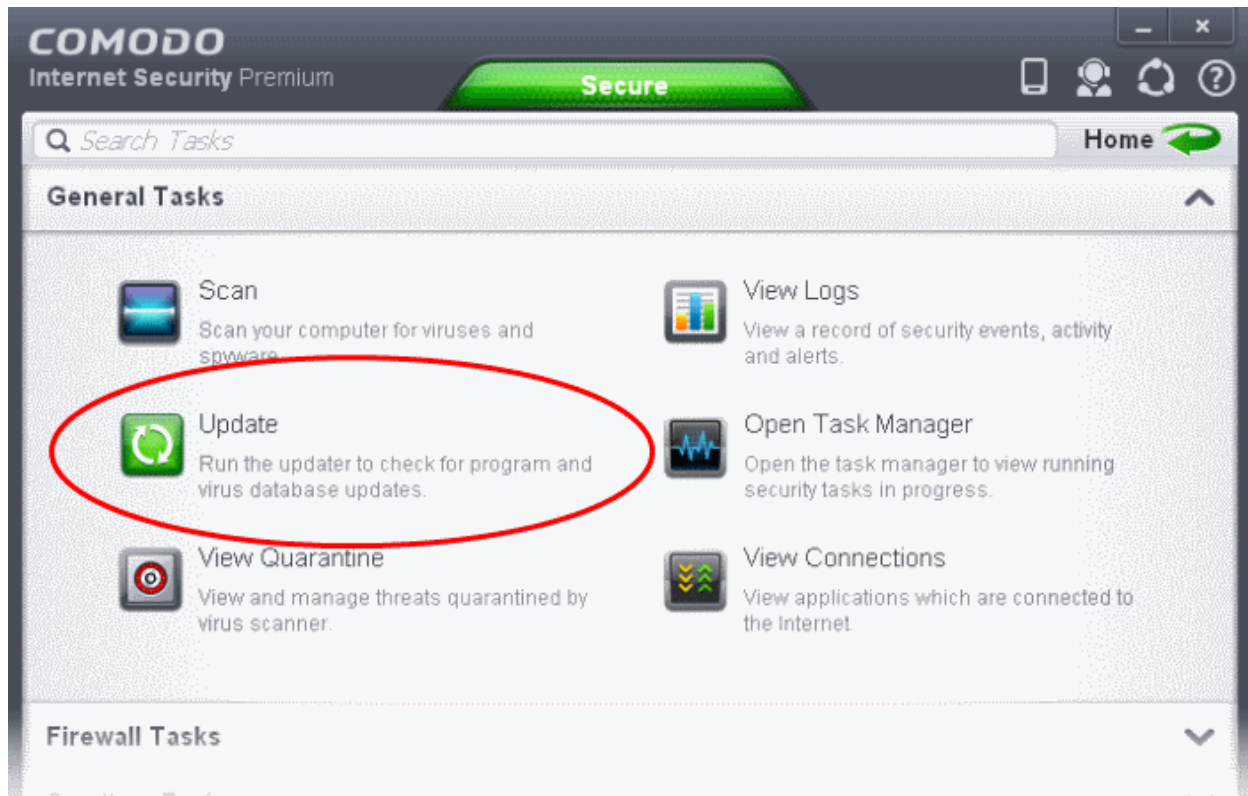 COMODO
Internet Security Premium
Secure
Search Tasks
Home
General Tasks
Scan
Scan your computer for viruses and
spyware.
View Logs
View a record of security events, activity
and alerts.
Update
Run the updater to check for program and
virus database updates.
Open Task Manager
Open the task manager to view running
security tasks in progress.
View Quarantine
View and manage threats quarantined by
virus scanner.
View Connections
View applications which are connected to
the Internet
Firewall Tasks